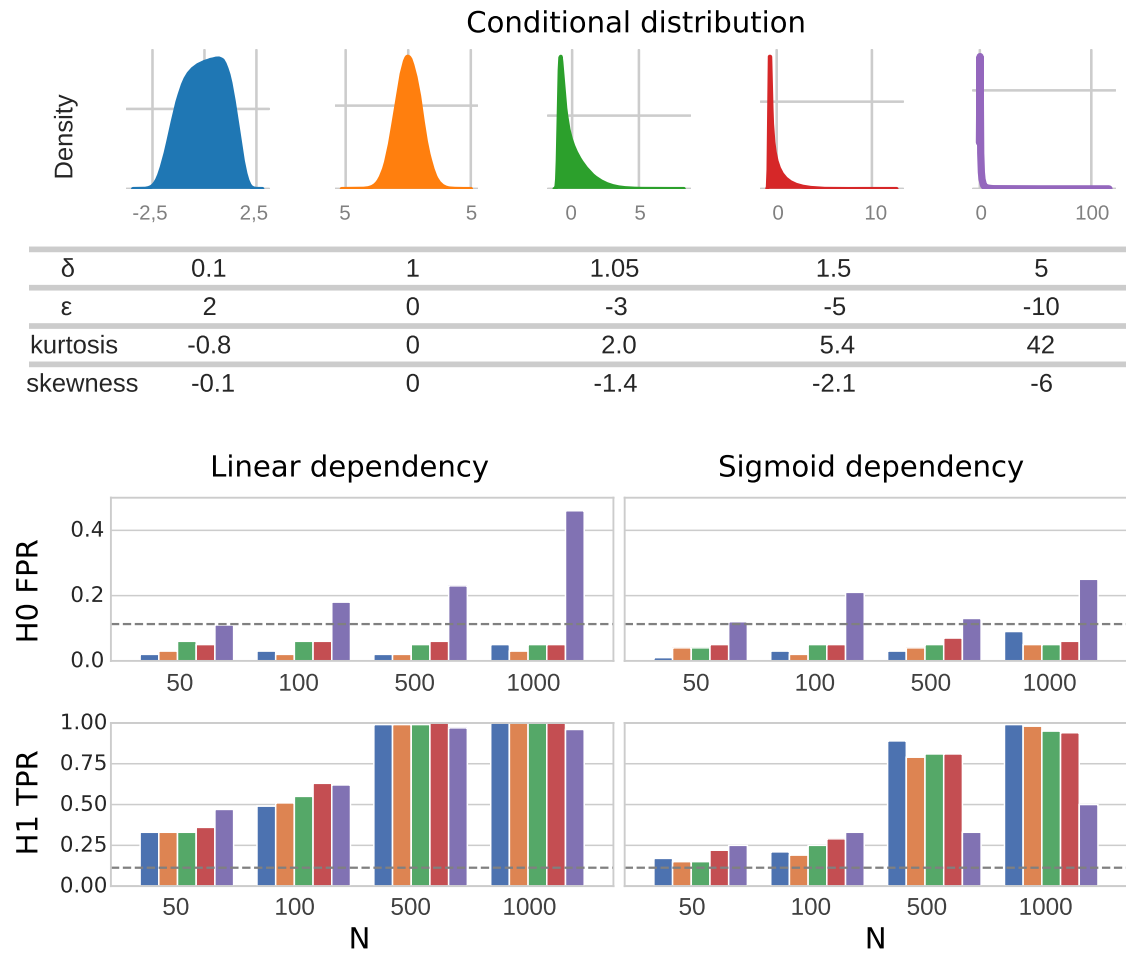 Conditional distribution
Density
-2,5 2,5 5 5 0 5 0 10 0 100
δ 0.1 1 1.05 1.5 5
ε 2 0 -3 -5 -10
kurtosis -0.8 0 2.0 5.4 42
skewness -0.1 0 -1.4 -2.1 -6
Linear dependency Sigmoid dependency
H0 FPR
0.4
0.2
0.0
50 100 500 1000 50 100 500 1000
H1 TPR
1.00
0.75
0.50
0.25
0.00
50 100 500 1000 50 100 500 1000
N N